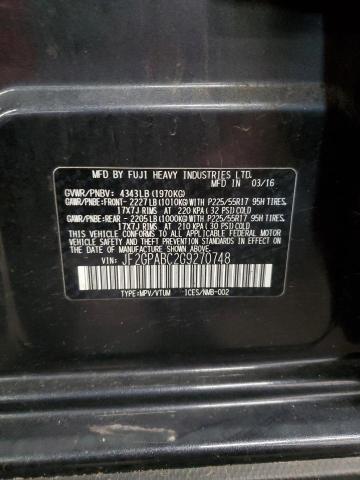 MFD BY FUJI HEAVY INDUSTRIES LTD.
IN 03/16
GVWR/PNBV: 4343LB(1970KG)
GAWR/PNBE:FRONT- 2227LB(1010KG) WITH P225/55R17 95H TIRES
17X7J RIMS AT 220 KPA(32 PSI)COLD
GAWR/PNBE:REAR - 2205LB(1000KG) WITH P225/55R17 95H TIRES
17X7J RIMS AT 210 KPA(30 PSI)COLD
THIS VEHICLE CONFORMS TO ALL APPLICABLE FEDERAL MOTOR
VEHICLE SAFETY AND THEFT PREVENTION STANDARDS IN EFFECT ON
THE DATE OF MANUFACTURE SHOWN ABOVE.
VIN: JF2GPABC2G9270748
TYPE:MPV/VTUM ICES/NMB-002